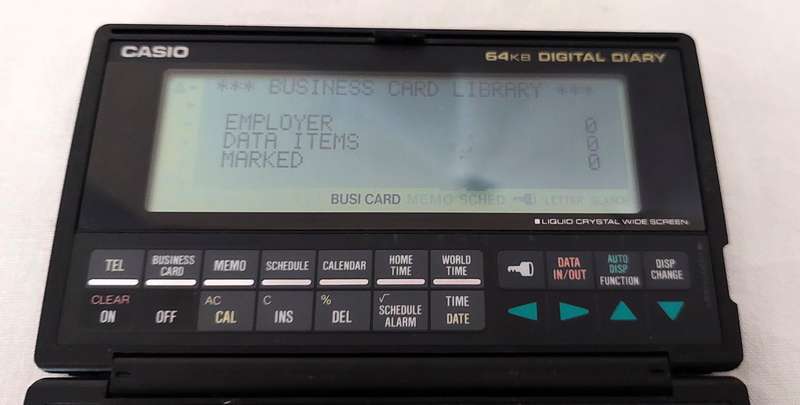 CASIO
64KB DIGITAL DIARY
*** BUSINESS CARD LIBRARY ***
EMPLOYER 0
DATA ITEMS 0
MARKED 0
BUSI CARD MEMO SCHED LETTER
LIQUID CRYSTAL WIDE SCREEN
TEL
BUSINESS
CARD
MEMO
SCHEDULE
CALENDAR
HOME
TIME
WORLD
TIME
DATA
IN/OUT
AUTO
DISP
FUNCTION
DISP
CHANGE
CLEAR
ON
OFF
AC
CAL
C
INS
%
DEL
√
SCHEDULE
ALARM
TIME
DATE